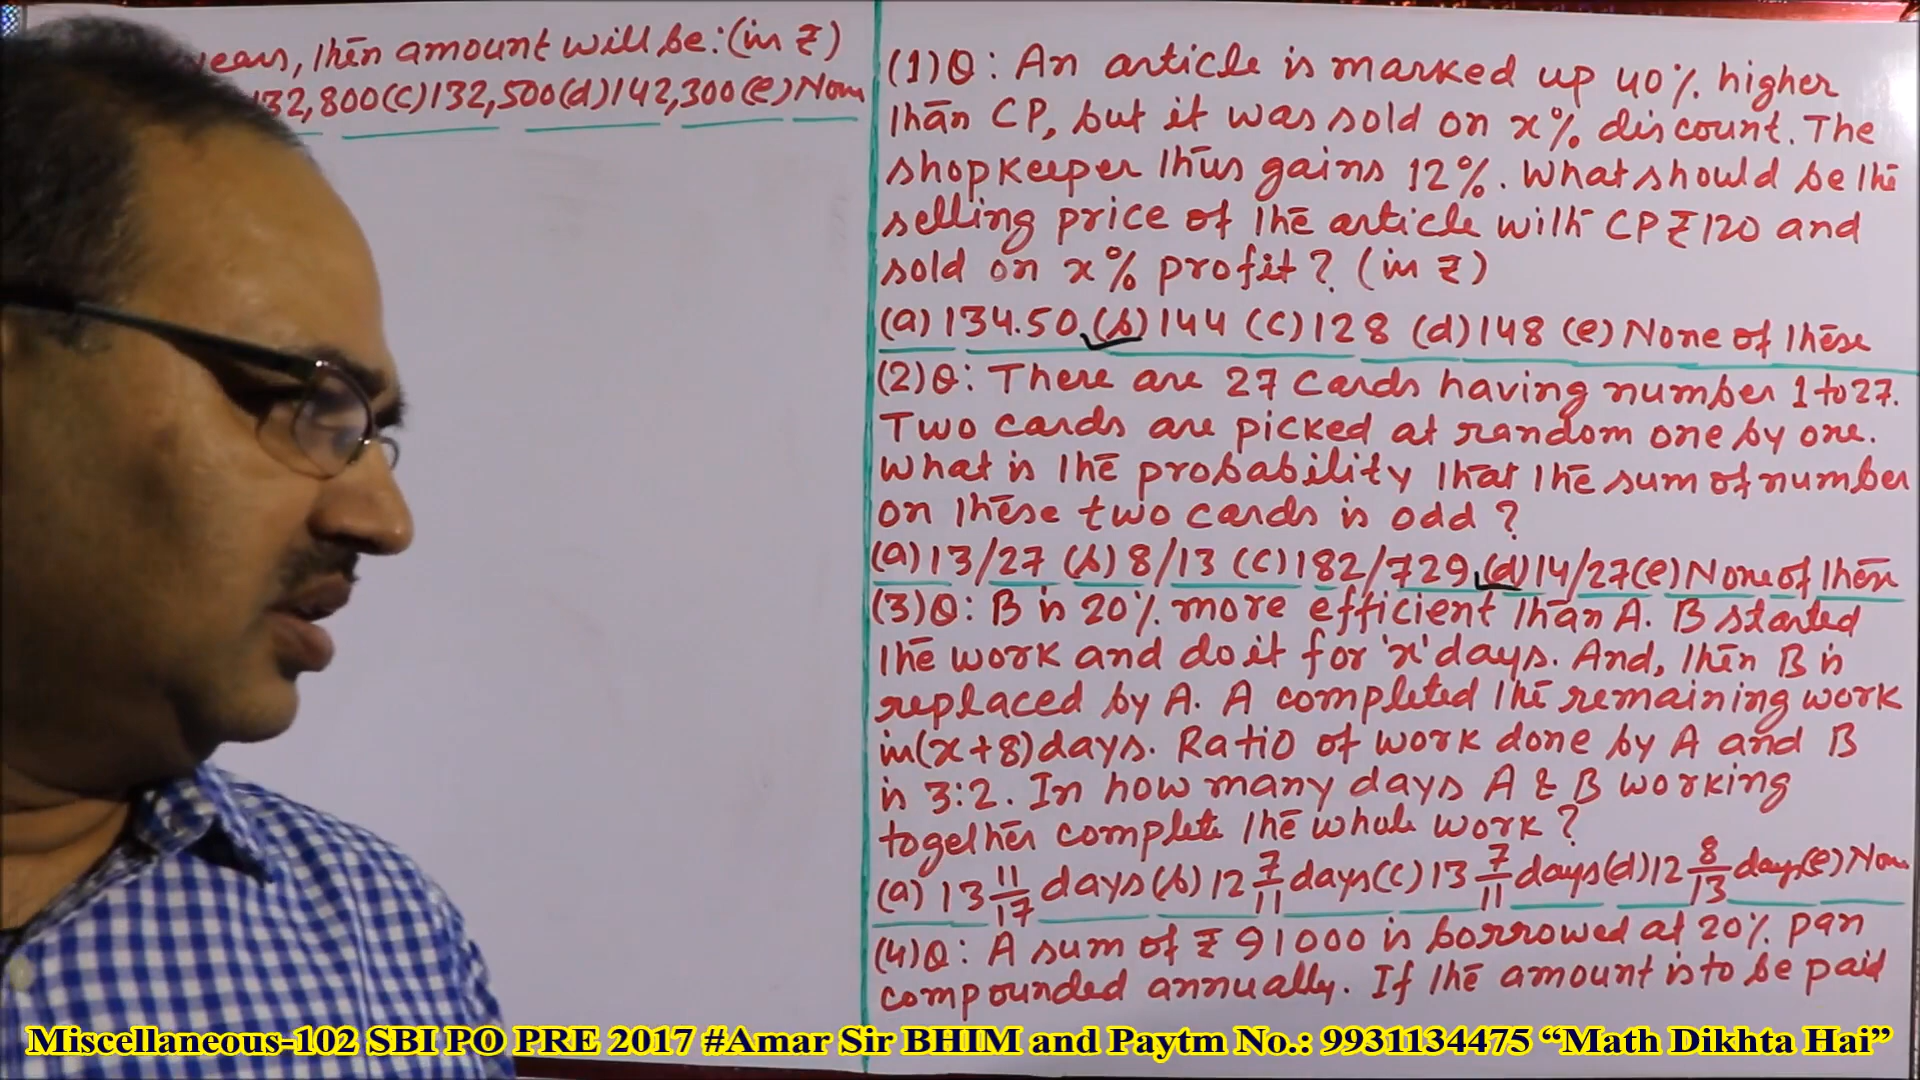 years, then amount will be: (in ₹)
132,800 (c) 132,500 (d) 142,300 (e) None
(1) Q: An article is marked up 40% higher
than CP, but it was sold on x% discount. The
shopkeeper thus gains 12%. What should be the
selling price of the article with CP ₹ 120 and
sold on x% profit? (in ₹)
(a) 134.50 (b) 144 (c) 128 (d) 148 (e) None of these
(2) Q: There are 27 cards having number 1 to 27.
Two cards are picked at random one by one.
What is the probability that the sum of number
on these two cards is odd?
(a) 13/27 (b) 8/13 (c) 182/729 (d) 14/27 (e) None of these
(3) Q: B is 20% more efficient than A. B started
the work and do it for 'x' days. And, then B is
replaced by A. A completed the remaining work
in (x+8) days. Ratio of work done by A and B
is 3:2. In how many days A & B working
together complete the whole work?
(a) 13 11/17 days (b) 12 7/11 days (c) 13 7/11 days (d) 12 8/13 days (e) None
(4) Q: A sum of ₹ 91000 is borrowed at 20% per
compounded annually. If the amount is to be paid
Miscellaneous-102 SBI PO PRE 2017 #Amar Sir BHIM and Paytm No.: 9931134475 “Math Dikhta Hai”